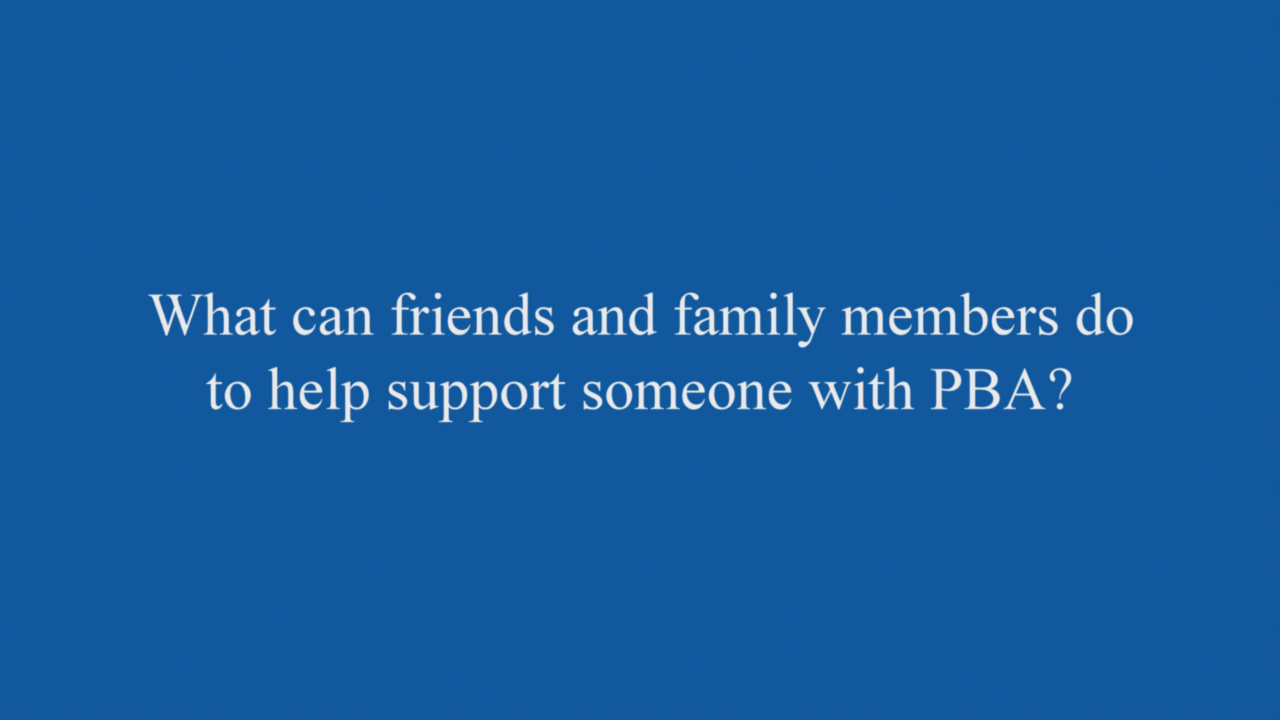 What can friends and family members do
to help support someone with PBA?